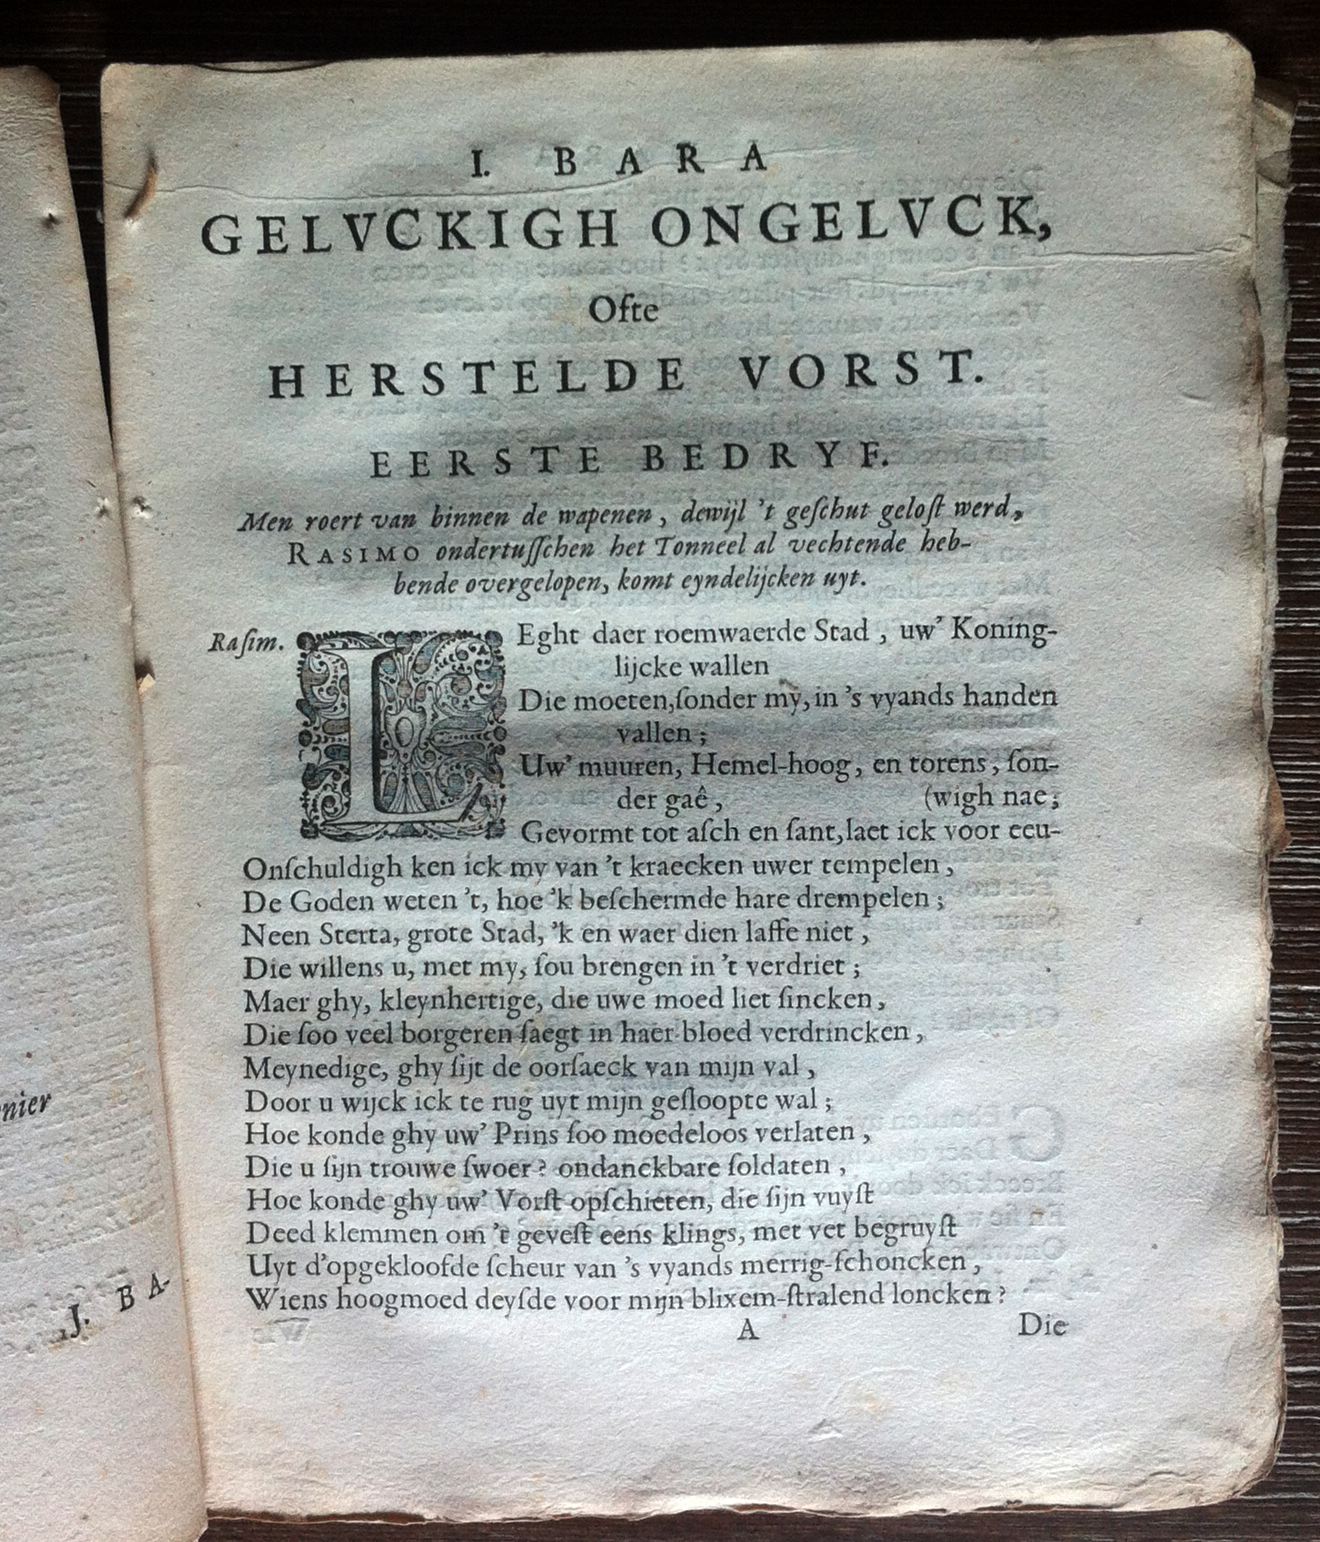 I. BARA
GELVCKIGH ONGELVCK,
Ofte
HERSTELDE VORST.
EERSTE BEDRYF.
Men roert van binnen de wapenen, dewijl 't geſchut geloſt werd,
RASIMO ondertuſſchen het Tonneel al vechtende heb-
bende overgelopen, komt eyndelijcken uyt.
Raſim. LEght daer roemwaerde Stad, uw' Koning-
lijcke wallen
Die moeten, ſonder my, in 's vyands handen
vallen;
Uw' muuren, Hemel-hoog, en torens, ſon-
der gaê, (wigh nae;
Gevormt tot aſch en ſant, laet ick voor eeu-
Onſchuldigh ken ick my van 't kraecken uwer tempelen,
De Goden weten 't, hoe 'k beſchermde hare drempelen;
Neen Sterta, grote Stad, 'k en waer dien laffe niet,
Die willens u, met my, ſou brengen in 't verdriet;
Maer ghy, kleynhertige, die uwe moed liet ſincken,
Die ſoo veel borgeren ſaegt in haer bloed verdrincken,
Meynedige, ghy ſijt de oorſaeck van mijn val,
Door u wijck ick te rug uyt mijn geſloopte wal;
Hoe konde ghy uw' Prins ſoo moedeloos verlaten,
Die u ſijn trouwe ſwoer? ondanckbare ſoldaten,
Hoe konde ghy uw' Vorſt opſchieten, die ſijn vuyſt
Deed klemmen om 't geveſt eens klings, met vet begruyſt
Uyt d'opgekloofde ſcheur van 's vyands merrig-ſchoncken,
Wiens hoogmoed deyſde voor mijn blixem-ſtralend loncken?
A Die
nier
J. BA-